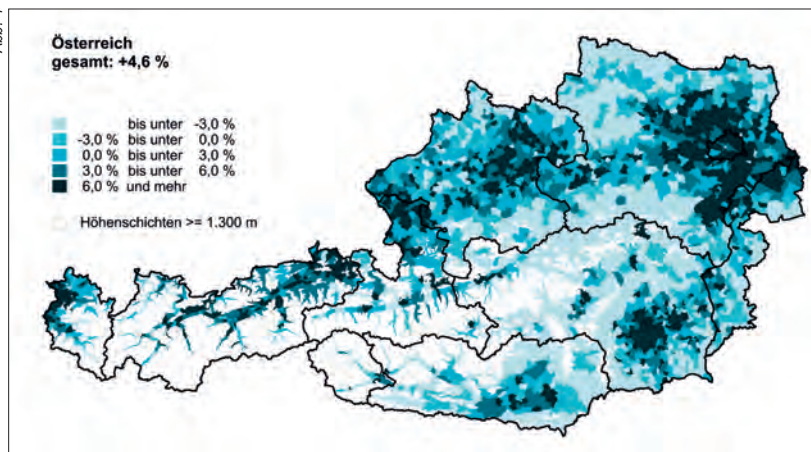 Österreich
gesamt: +4,6 %
bis unter -3,0 %
-3,0 % bis unter 0,0 %
0,0 % bis unter 3,0 %
3,0 % bis unter 6,0 %
6,0 % und mehr
Höhenschichten >= 1.300 m